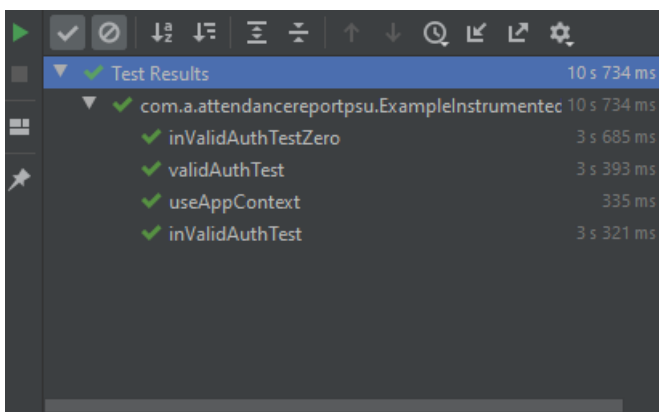 Test Results 10 s 734 ms
com.a.attendancereportpsu.ExampleInstrumentec 10 s 734 ms
inValidAuthTestZero 3 s 685 ms
validAuthTest 3 s 393 ms
useAppContext 335 ms
inValidAuthTest 3 s 321 ms